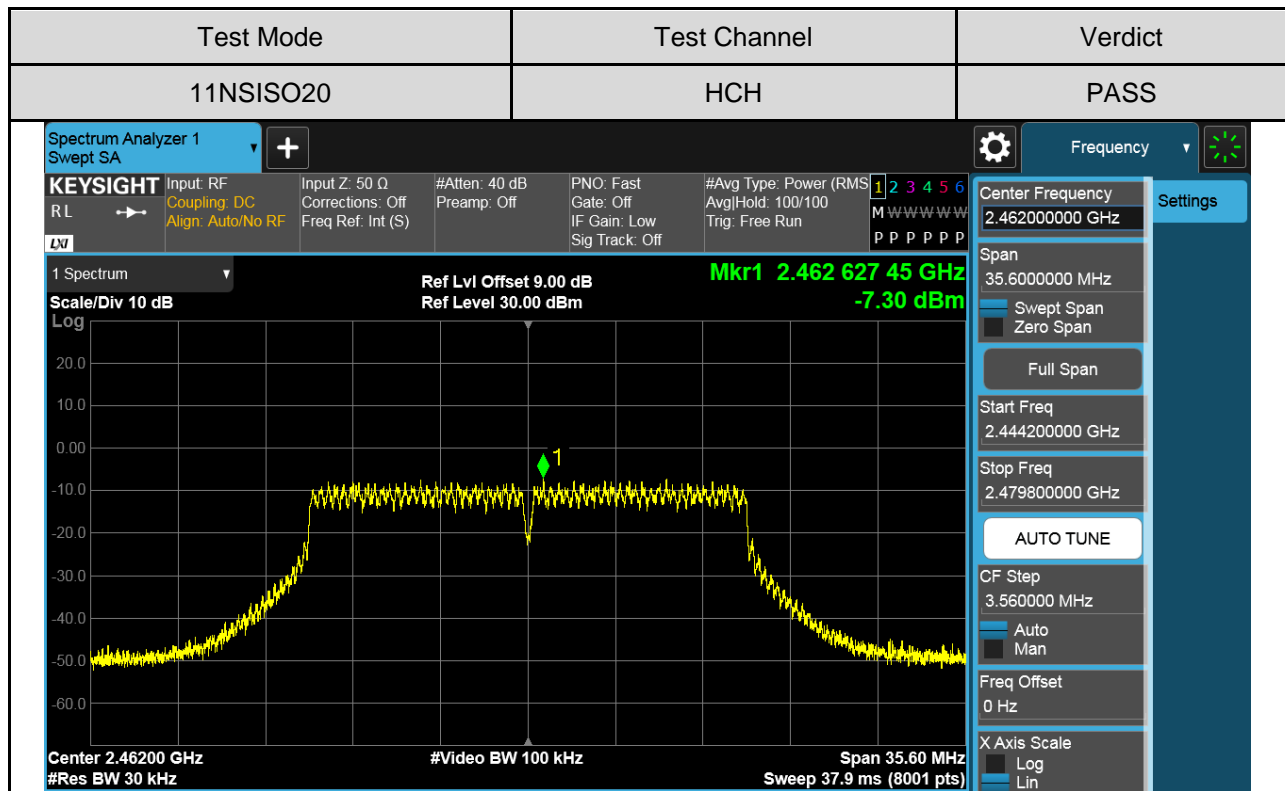 Test Mode Test Channel Verdict
11NSISO20 HCH PASS
Spectrum Analyzer 1
Swept SA
Frequency
KEYSIGHT Input: RF Input Z: 50 Ω #Atten: 40 dB PNO: Fast #Avg Type: Power (RMS 1 2 3 4 5 6
R L Coupling: DC Corrections: Off Preamp: Off Gate: Off Avg|Hold: 100/100 M W W W W W
Align: Auto/No RF Freq Ref: Int (S) IF Gain: Low Trig: Free Run
LXI Sig Track: Off P P P P P P
1 Spectrum
Ref Lvl Offset 9.00 dB Mkr1 2.462 627 45 GHz
Scale/Div 10 dB Ref Level 30.00 dBm -7.30 dBm
Log
20.0
10.0
0.00
1
-10.0
-20.0
-30.0
-40.0
-50.0
-60.0
Center 2.46200 GHz #Video BW 100 kHz Span 35.60 MHz
#Res BW 30 kHz Sweep 37.9 ms (8001 pts)
Center Frequency
2.462000000 GHz
Settings
Span
35.6000000 MHz
Swept Span
Zero Span
Full Span
Start Freq
2.444200000 GHz
Stop Freq
2.479800000 GHz
AUTO TUNE
CF Step
3.560000 MHz
Auto
Man
Freq Offset
0 Hz
X Axis Scale
Log
Lin